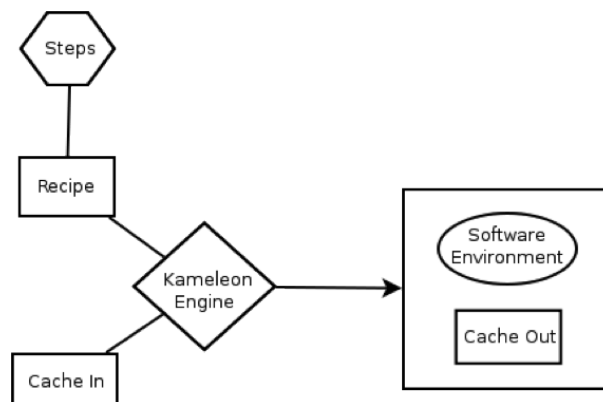 Steps
Recipe
Kameleon
Engine
Cache In
Software
Environment
Cache Out